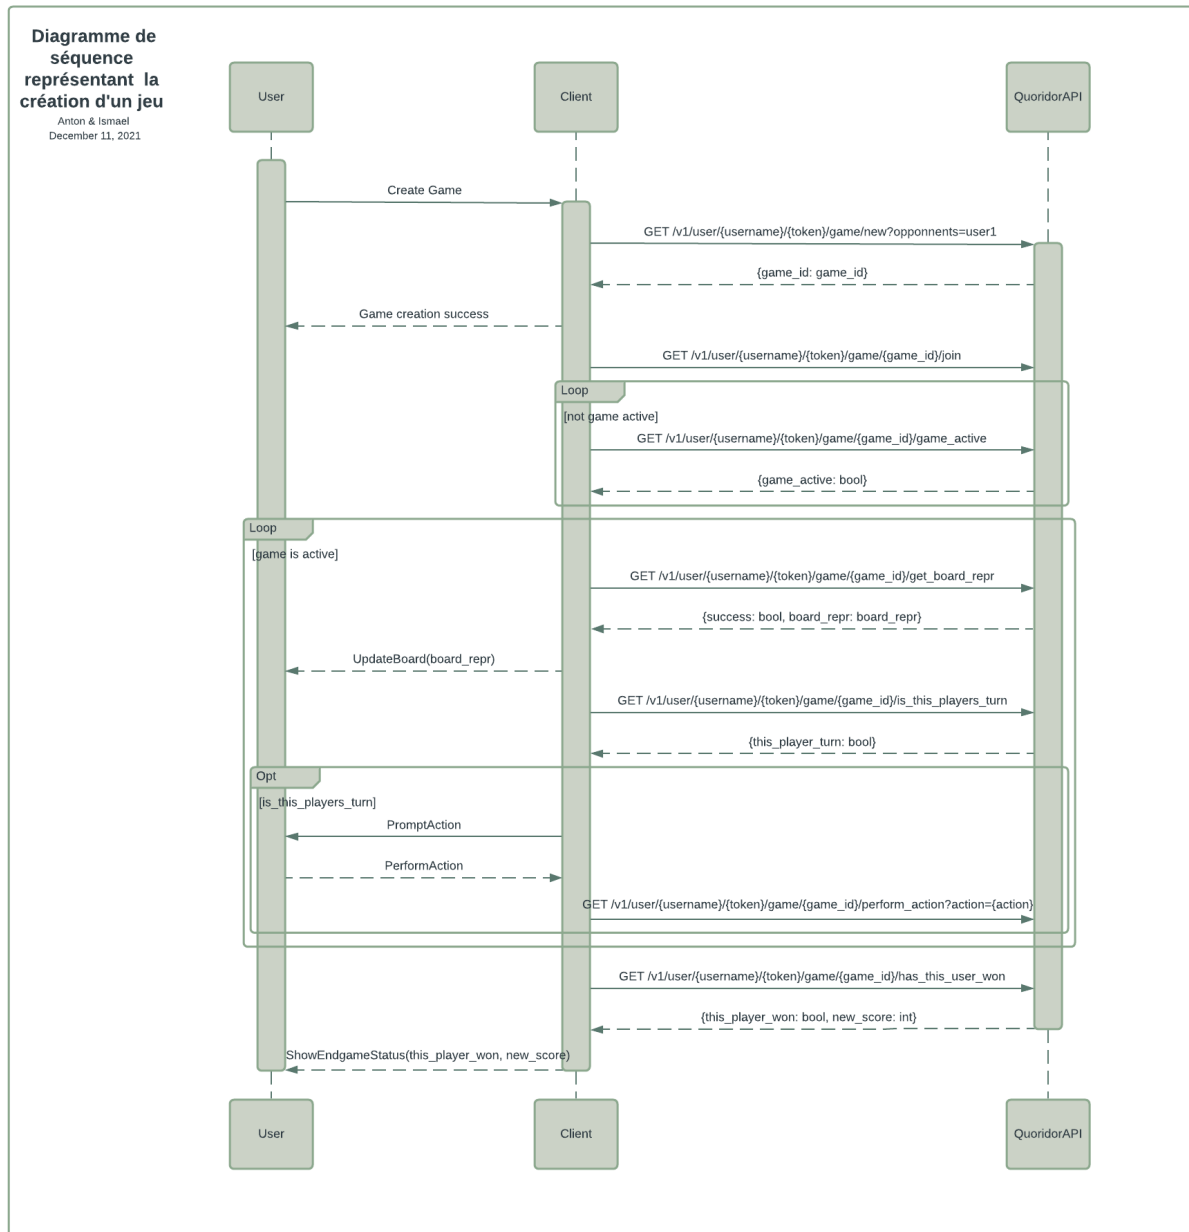 Diagramme de
séquence
représentant la
création d'un jeu
Anton & Ismael
December 11, 2021
User
Client
QuoridorAPI
Create Game
GET /v1/user/{username}/{token}/game/new?opponnents=user1
{game_id: game_id}
Game creation success
GET /v1/user/{username}/{token}/game/{game_id}/join
Loop
[not game active]
GET /v1/user/{username}/{token}/game/{game_id}/game_active
{game_active: bool}
Loop
[game is active]
GET /v1/user/{username}/{token}/game/{game_id}/get_board_repr
{success: bool, board_repr: board_repr}
UpdateBoard(board_repr)
GET /v1/user/{username}/{token}/game/{game_id}/is_this_players_turn
{this_player_turn: bool}
Opt
[is_this_players_turn]
PromptAction
PerformAction
GET /v1/user/{username}/{token}/game/{game_id}/perform_action?action={action}
GET /v1/user/{username}/{token}/game/{game_id}/has_this_user_won
{this_player_won: bool, new_score: int}
ShowEndgameStatus(this_player_won, new_score)
User
Client
QuoridorAPI